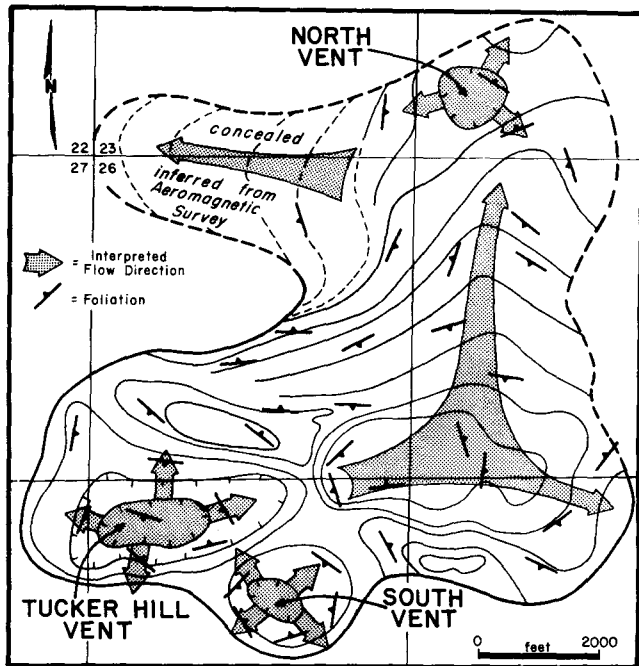 NORTH
VENT
N
concealed
22 23
27 26
inferred from
Aeromagnetic
Survey
= Interpreted
Flow Direction
= Foliation
TUCKER HILL
VENT
SOUTH
VENT
0 feet 2000